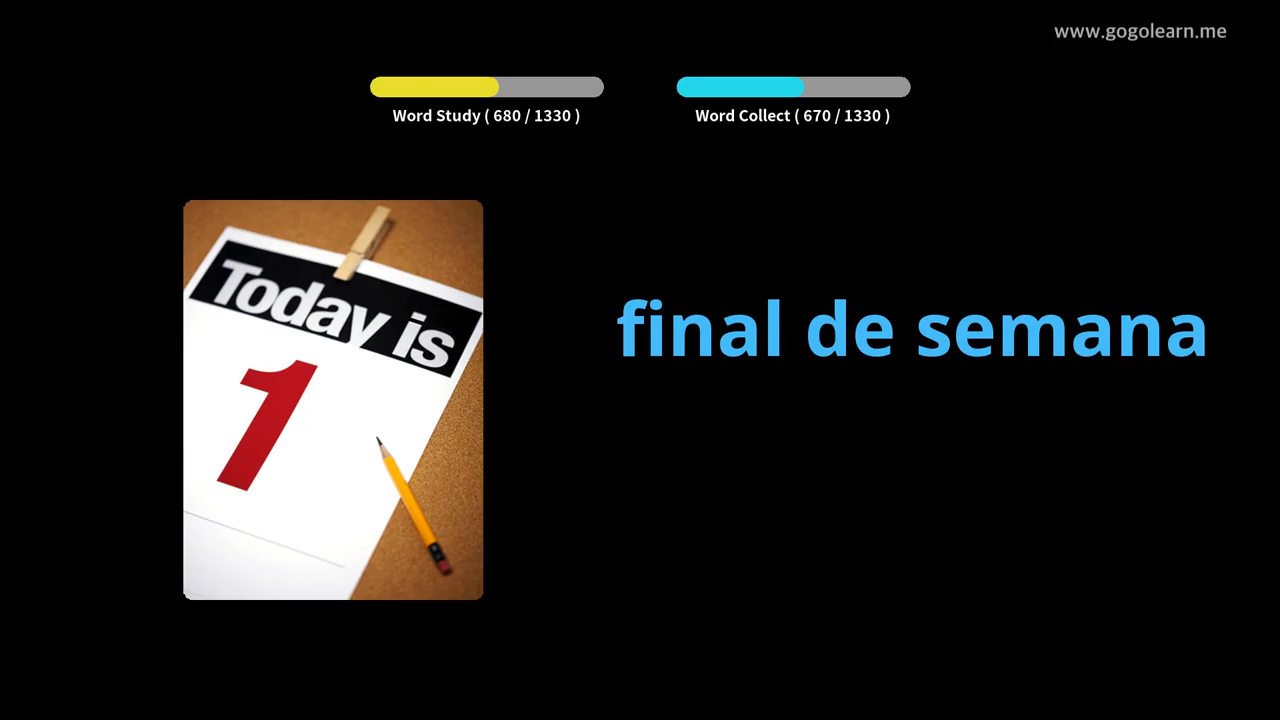 www.gogolearn.me
Word Study ( 680 / 1330 )
Word Collect ( 670 / 1330 )
Today is
1
final de semana